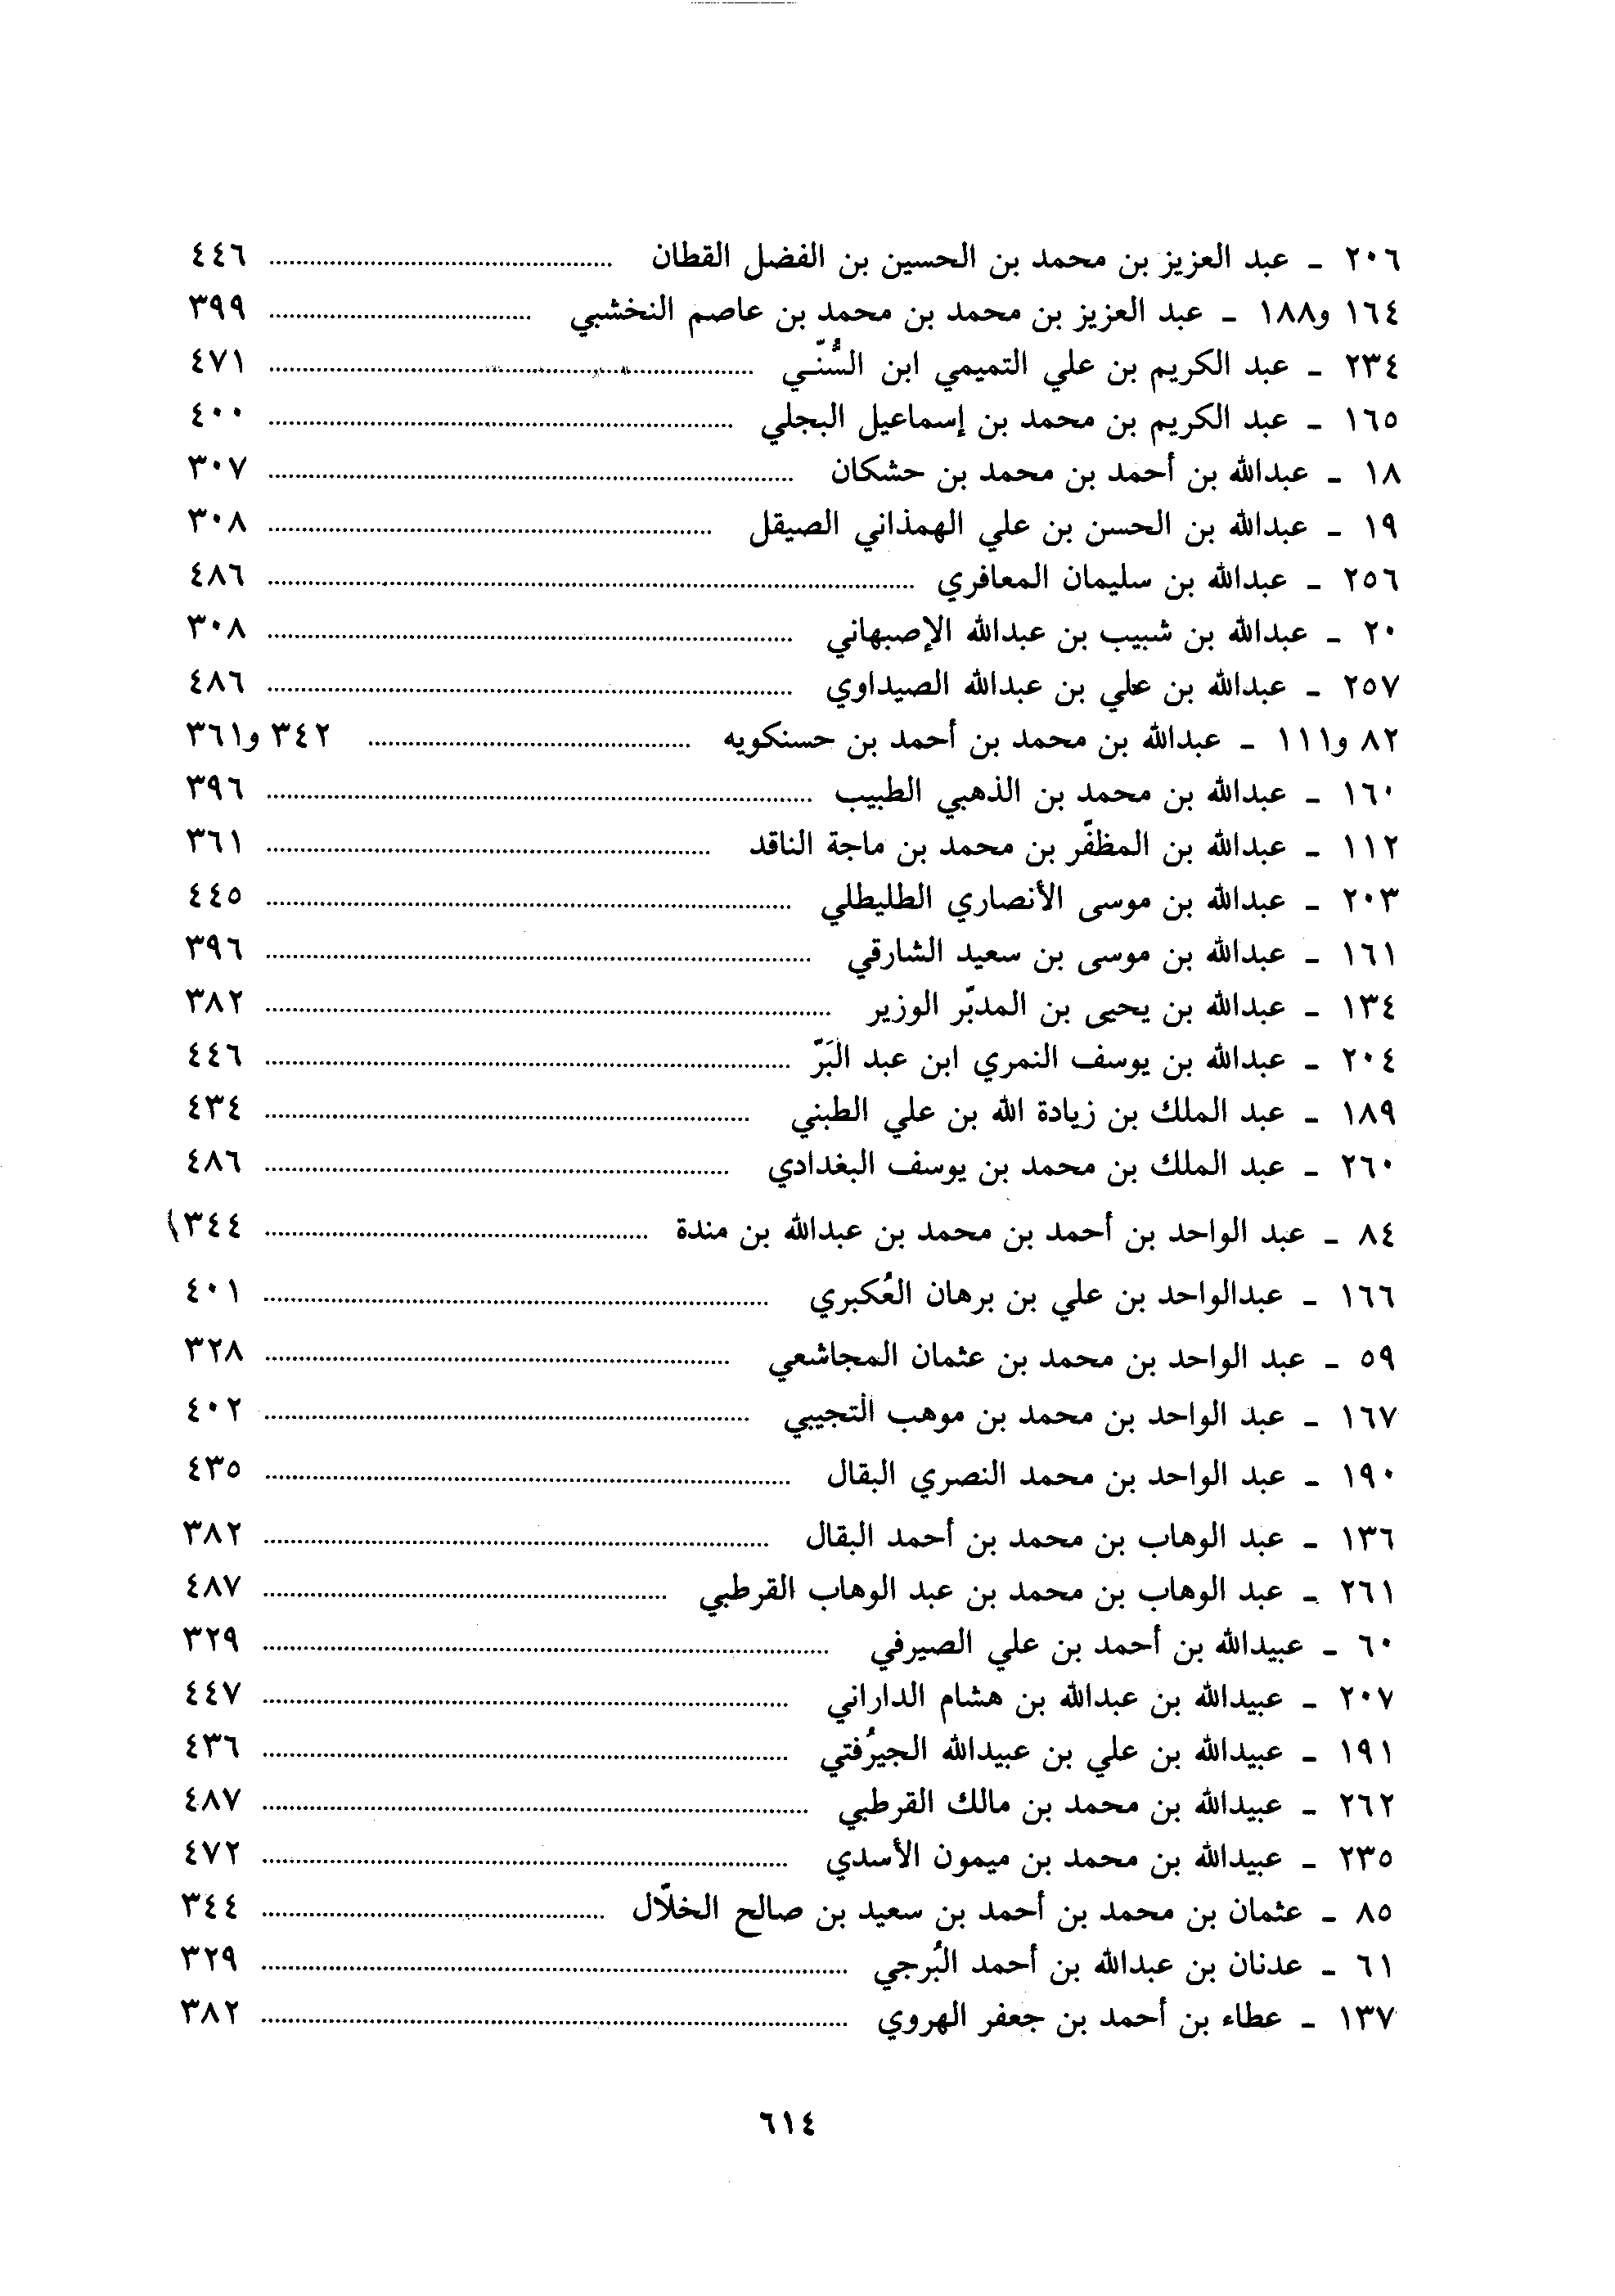 ٢٠٦ ـ عبد العزيز بن محمد بن الحسين بن الفضل القطان ........ ٤٤٦
١٦٤ و١٨٨ ـ عبد العزيز بن محمد بن محمد بن عاصم النخشبي ........ ٣٩٩
٢٣٤ ـ عبد الكريم بن علي التميمي ابن السُّنّي ........ ٤٧١
١٦٥ ـ عبد الكريم بن محمد بن إسماعيل البجلي ........ ٤٠٠
١٨ ـ عبدالله بن أحمد بن محمد بن حشكان ........ ٣٠٧
١٩ ـ عبدالله بن الحسن بن علي الهمذاني الصيقل ........ ٣٠٨
٢٥٦ ـ عبدالله بن سليمان المعافري ........ ٤٨٦
٢٠ ـ عبدالله بن شبيب بن عبدالله الإصبهاني ........ ٣٠٨
٢٥٧ ـ عبدالله بن علي بن عبدالله الصيداوي ........ ٤٨٦
٨٢ و١١١ ـ عبدالله بن محمد بن أحمد بن حسنكويه ........ ٣٤٢ و٣٦١
١٦٠ ـ عبدالله بن محمد بن الذهبي الطبيب ........ ٣٩٦
١١٢ ـ عبدالله بن المظفّر بن محمد بن ماجة الناقد ........ ٣٦١
٢٠٣ ـ عبدالله بن موسى الأنصاري الطليطلي ........ ٤٤٥
١٦١ ـ عبدالله بن موسى بن سعيد الشارقي ........ ٣٩٦
١٣٤ ـ عبدالله بن يحيى بن المدبّر الوزير ........ ٣٨٢
٢٠٤ ـ عبدالله بن يوسف النمري ابن عبد البَرّ ........ ٤٤٦
١٨٩ ـ عبد الملك بن زيادة الله بن علي الطبني ........ ٤٣٤
٢٦٠ ـ عبد الملك بن محمد بن يوسف البغدادي ........ ٤٨٦
٨٤ ـ عبد الواحد بن أحمد بن محمد بن عبدالله بن مندة ........ ٣٤٤
١٦٦ ـ عبدالواحد بن علي بن برهان العُكبري ........ ٤٠١
٥٩ ـ عبد الواحد بن محمد بن عثمان المجاشعي ........ ٣٢٨
١٦٧ ـ عبد الواحد بن محمد بن موهب التجيبي ........ ٤٠٢
١٩٠ ـ عبد الواحد بن محمد النصري البقال ........ ٤٣٥
١٣٦ ـ عبد الوهاب بن محمد بن أحمد البقال ........ ٣٨٢
٢٦١ ـ عبد الوهاب بن محمد بن عبد الوهاب القرطبي ........ ٤٨٧
٦٠ ـ عبيدالله بن أحمد بن علي الصيرفي ........ ٣٢٩
٢٠٧ ـ عبيدالله بن عبدالله بن هشام الداراني ........ ٤٤٧
١٩١ ـ عبيدالله بن علي بن عبيدالله الجيرُفتي ........ ٤٣٦
٢٦٢ ـ عبيدالله بن محمد بن مالك القرطبي ........ ٤٨٧
٢٣٥ ـ عبيدالله بن محمد بن ميمون الأسدي ........ ٤٧٢
٨٥ ـ عثمان بن محمد بن أحمد بن سعيد بن صالح الخلّال ........ ٣٤٤
٦١ ـ عدنان بن عبدالله بن أحمد البُرجي ........ ٣٢٩
١٣٧ ـ عطاء بن أحمد بن جعفر الهروي ........ ٣٨٢
٦١٤